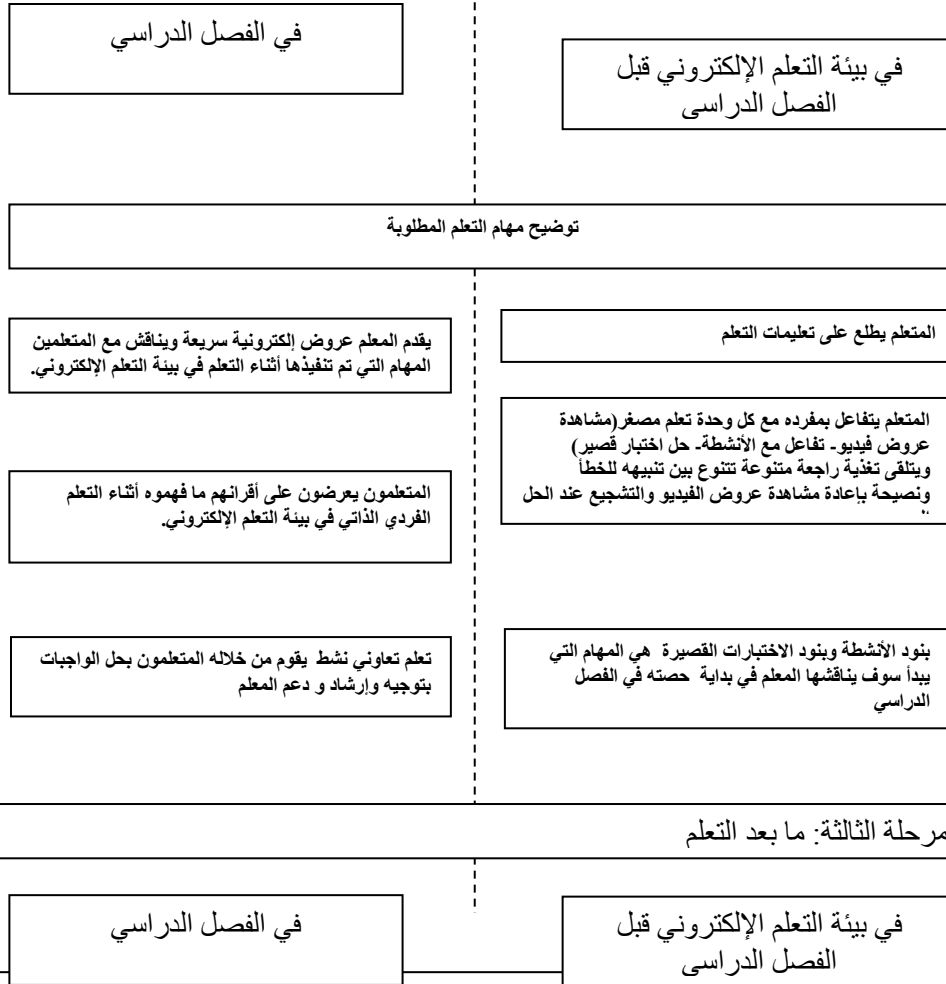 في بيئة التعلم الإلكتروني قبل
الفصل الدراسي
في الفصل الدراسي
توضيح مهام التعلم المطلوبة
المتعلم يطلع على تعليمات التعلم
المتعلم يتفاعل بمفرده مع كل وحدة تعلم مصغر(مشاهدة
عروض فيديو- تفاعل مع الأنشطة- حل اختبار قصير)
ويتلقى تغذية راجعة متنوعة تتنوع بين تنبيهه للخطأ
ونصيحة بإعادة مشاهدة عروض الفيديو والتشجيع عند الحل
بنود الأنشطة وبنود الاختبارات القصيرة هي المهام التي
يبدأ سوف يناقشها المعلم في بداية حصته في الفصل
الدراسي
يقدم المعلم عروض إلكترونية سريعة ويناقش مع المتعلمين
المهام التي تم تنفيذها أثناء التعلم في بيئة التعلم الإلكتروني.
المتعلمون يعرضون على أقرانهم ما فهموه أثناء التعلم
الفردي الذاتي في بيئة التعلم الإلكتروني.
تعلم تعاوني نشط يقوم من خلاله المتعلمون بحل الواجبات
بتوجيه وإرشاد و دعم المعلم
مرحلة الثالثة: ما بعد التعلم
في بيئة التعلم الإلكتروني قبل
الفصل الدراسي
في الفصل الدراسي